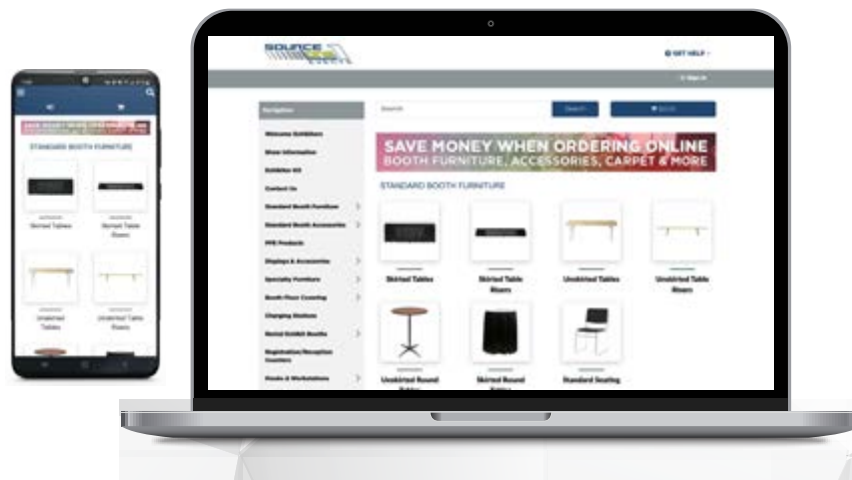 STANDARD BOOTH FURNITURE
Skirted Tables
Skirted Table
Risers
Unskirted
Tables
Unskirted Table
Risers
SOURCE
EVENTS
GET HELP
Sign In
Navigation
Search
Search
SAVE MONEY WHEN ORDERING ONLINE
BOOTH FURNITURE, ACCESSORIES, CARPET & MORE
Welcome Exhibitors
Show Information
Exhibitor Kit
Contact Us
Standard Booth Furniture
Standard Booth Accessories
PPE Products
Displays & Accessories
Specialty Furniture
Booth Floor Covering
Charging Stations
Rental Exhibit Booths
Registration/Reception
Counters
Kiosks & Workstations
STANDARD BOOTH FURNITURE
Skirted Tables
Skirted Table
Risers
Unskirted Tables
Unskirted Table
Risers
Unskirted Round
Tables
Skirted Round
Tables
Standard Seating